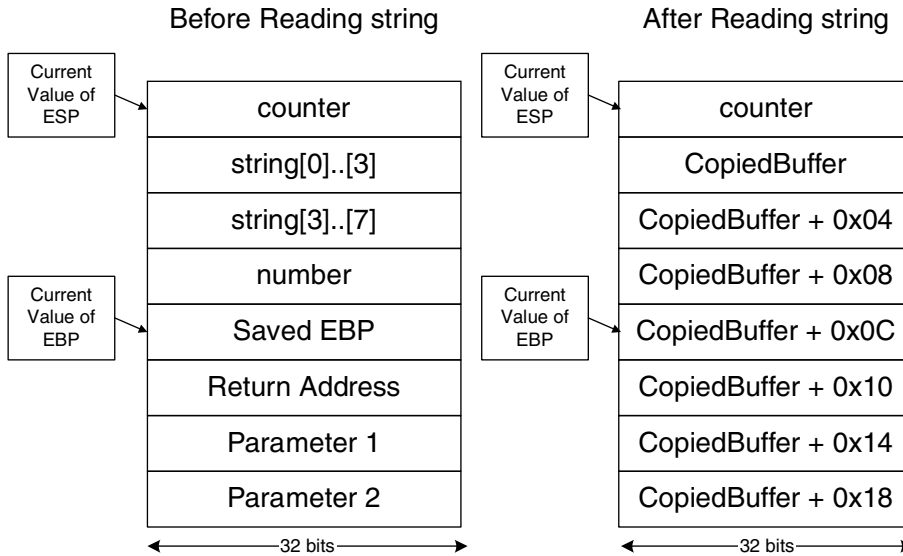 Before Reading string
Current
Value of
ESP
counter
string[0]..[3]
string[3]..[7]
number
Current
Value of
EBP
Saved EBP
Return Address
Parameter 1
Parameter 2
32 bits
After Reading string
Current
Value of
ESP
counter
CopiedBuffer
CopiedBuffer + 0x04
CopiedBuffer + 0x08
Current
Value of
EBP
CopiedBuffer + 0x0C
CopiedBuffer + 0x10
CopiedBuffer + 0x14
CopiedBuffer + 0x18
32 bits